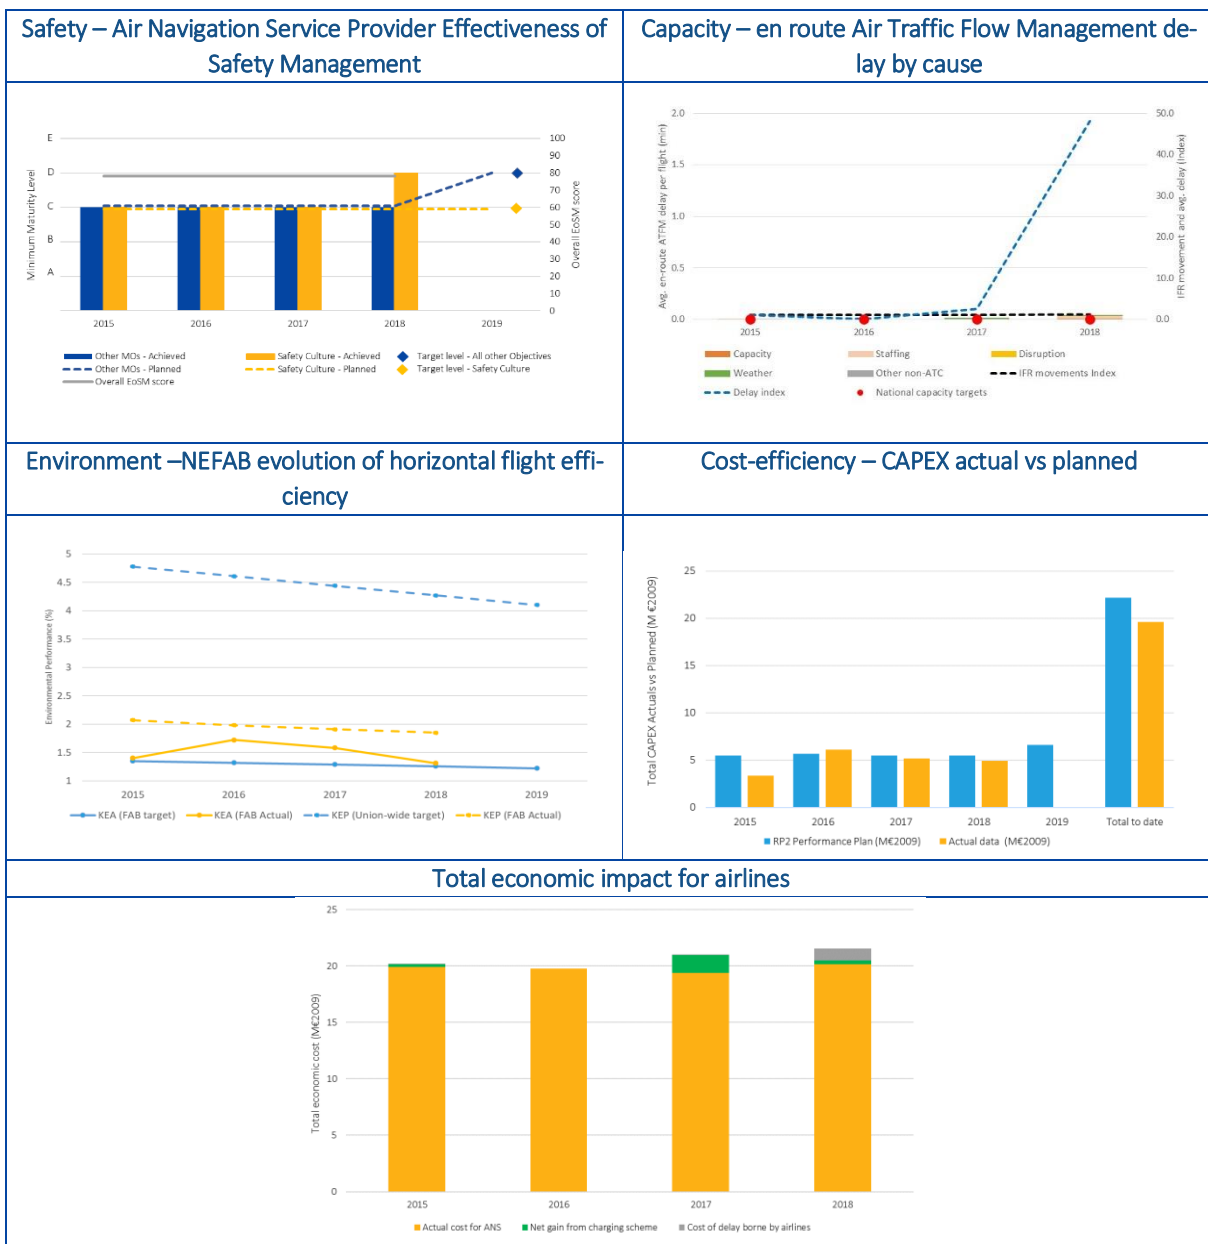 Safety – Air Navigation Service Provider Effectiveness of
Safety Management
Capacity – en route Air Traffic Flow Management de-
lay by cause
Minimum Maturity Level
E
D
C
B
A
100
90
80
70
60
50
40
30
20
10
0
Overall EoSM score
2015
2016
2017
2018
2019
Other MOs - Achieved
Safety Culture - Achieved
Target level - All other Objectives
Other MOs - Planned
Safety Culture - Planned
Target level - Safety Culture
Overall EoSM score
Avg. en-route ATFM delay per flight (min)
2.0
1.5
1.0
0.5
0.0
50.0
40.0
30.0
20.0
10.0
0.0
IFR movement and avg. delay (Index)
2015
2016
2017
2018
Capacity
Staffing
Disruption
Weather
Other non-ATC
IFR movements Index
Delay index
National capacity targets
Environment –NEFAB evolution of horizontal flight effi-
ciency
Cost-efficiency – CAPEX actual vs planned
Environmental Performance (%)
5
4.5
4
3.5
3
2.5
2
1.5
1
2015
2016
2017
2018
2019
KEA (FAB target)
KEA (FAB Actual)
KEP (Union-wide target)
KEP (FAB Actual)
Total CAPEX Actuals vs Planned (M €2009)
25
20
15
10
5
0
2015
2016
2017
2018
2019
Total to date
RP2 Performance Plan (M€2009)
Actual data (M€2009)
Total economic impact for airlines
Total economic cost (M€2009)
25
20
15
10
5
0
2015
2016
2017
2018
Actual cost for ANS
Net gain from charging scheme
Cost of delay borne by airlines